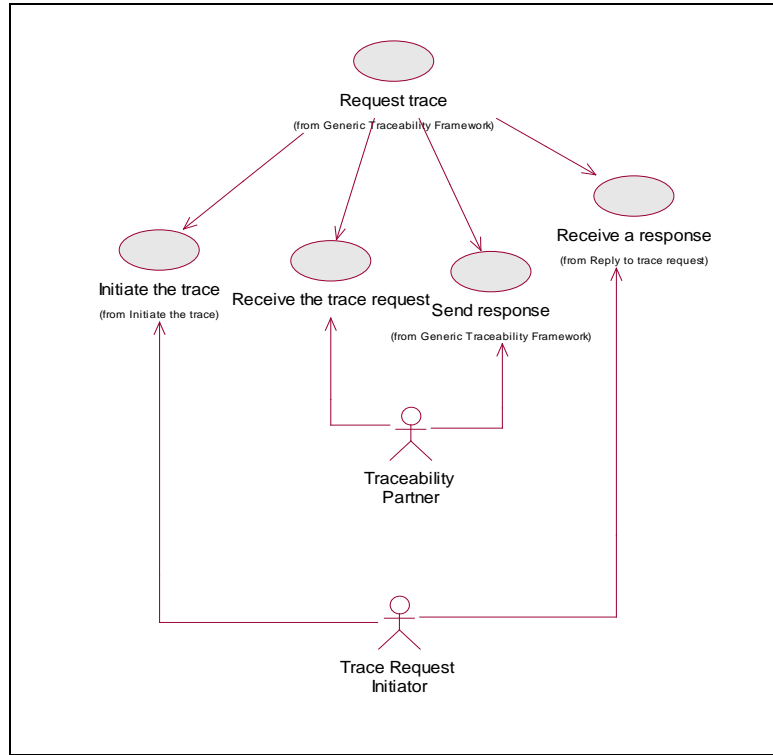 Request trace
(from Generic Traceability Framework)
Receive a response
(from Reply to trace request)
Initiate the trace
(from Initiate the trace)
Receive the trace request
Send response
(from Generic Traceability Framework)
Traceability
Partner
Trace Request
Initiator